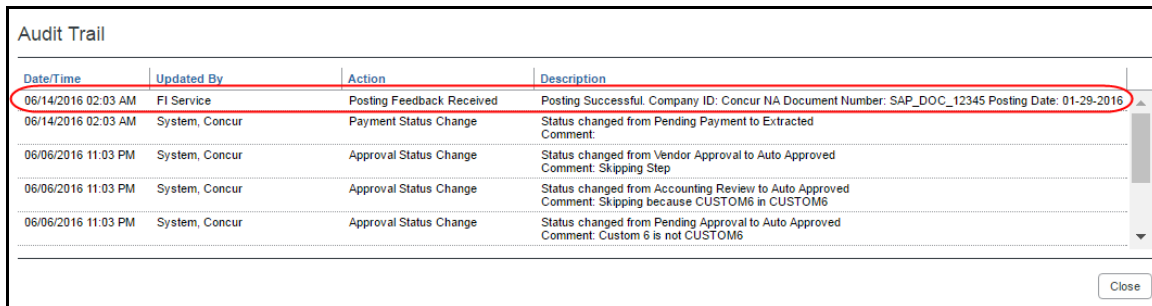 Audit Trail
Date/Time Updated By Action Description
06/14/2016 02:03 AM FI Service Posting Feedback Received Posting Successful. Company ID: Concur NA Document Number: SAP_DOC_12345 Posting Date: 01-29-2016
06/14/2016 02:03 AM System, Concur Payment Status Change Status changed from Pending Payment to Extracted
Comment:
06/06/2016 11:03 PM System, Concur Approval Status Change Status changed from Vendor Approval to Auto Approved
Comment: Skipping Step
06/06/2016 11:03 PM System, Concur Approval Status Change Status changed from Accounting Review to Auto Approved
Comment: Skipping because CUSTOM6 in CUSTOM6
06/06/2016 11:03 PM System, Concur Approval Status Change Status changed from Pending Approval to Auto Approved
Comment: Custom 6 is not CUSTOM6
Close